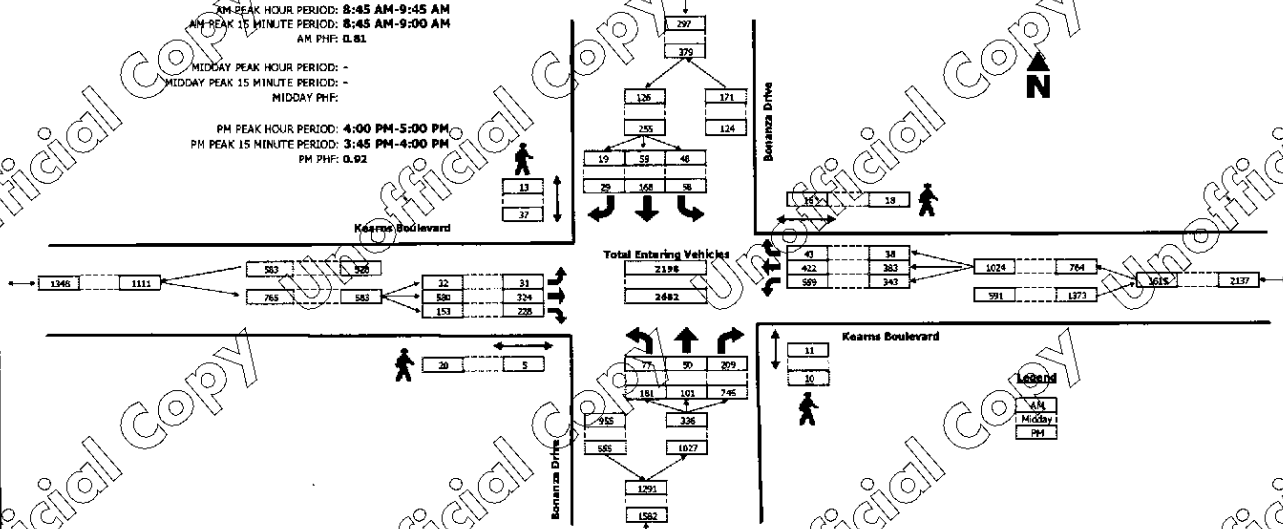 AM PEAK HOUR PERIOD: 8:45 AM-9:45 AM
AM PEAK 15 MINUTE PERIOD: 8:45 AM-9:00 AM
AM PHF: 0.81
MIDDAY PEAK HOUR PERIOD: -
MIDDAY PEAK 15 MINUTE PERIOD: -
MIDDAY PHF:
PM PEAK HOUR PERIOD: 4:00 PM-5:00 PM
PM PEAK 15 MINUTE PERIOD: 3:45 PM-4:00 PM
PM PHF: 0.92
297
379
126 171
255 124
19 59 48
29 168 58
Bonanza Drive
N
13
37
18
Kearns Boulevard
Total Entering Vehicles
2198
2682
1348 1111
583 528
765 583
32 31
580 324
153 228
43 38
422 383
559 343
1024 764
591 1373
1615 2137
Kearns Boulevard
20 5
11
10
77 50 209
181 101 745
955 336
555 1027
1291
1582
Bonanza Drive
Legend
AM
Midday
PM
Unofficial Copy
Unofficial Copy
Unofficial Copy
Unofficial Copy